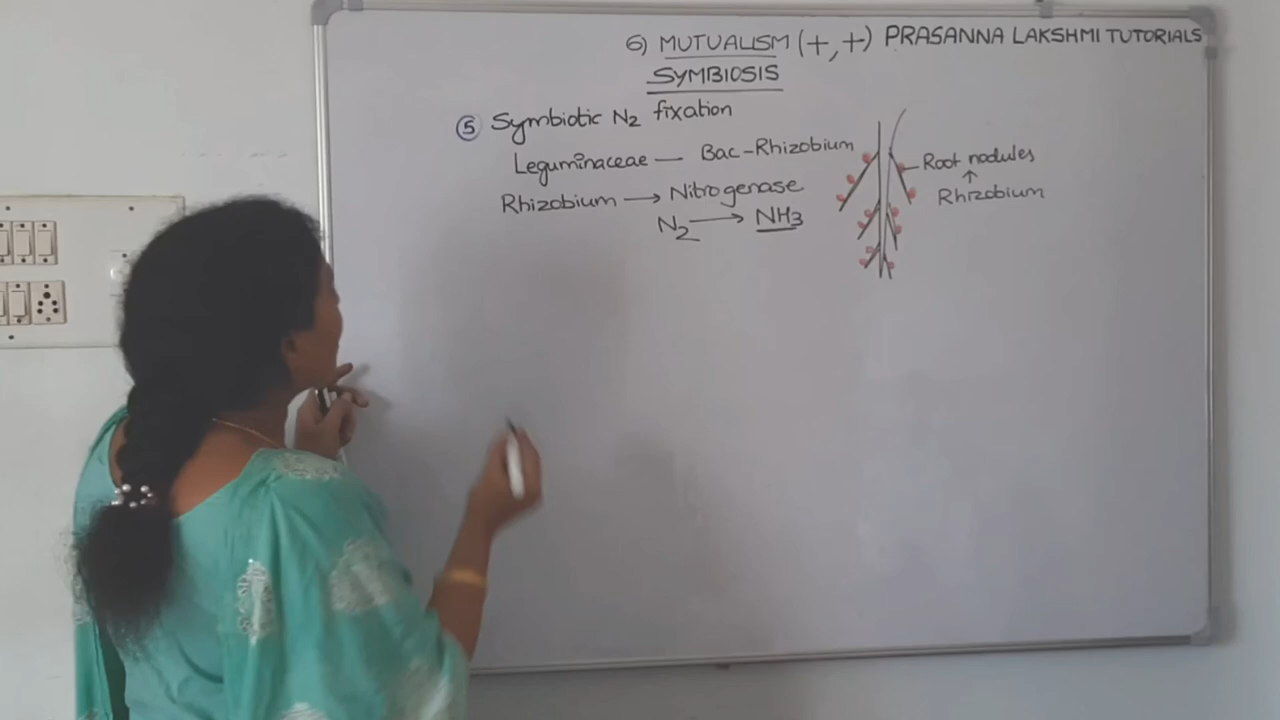 6) MUTUALISM (+,+) PRASANNA LAKSHMI TUTORIALS
SYMBIOSIS
⑤ Symbiotic N2 fixation
Leguminaceae — Bac-Rhizobium
Rhizobium → Nitrogenase
N2 → NH3
Root nodules
↑
Rhizobium